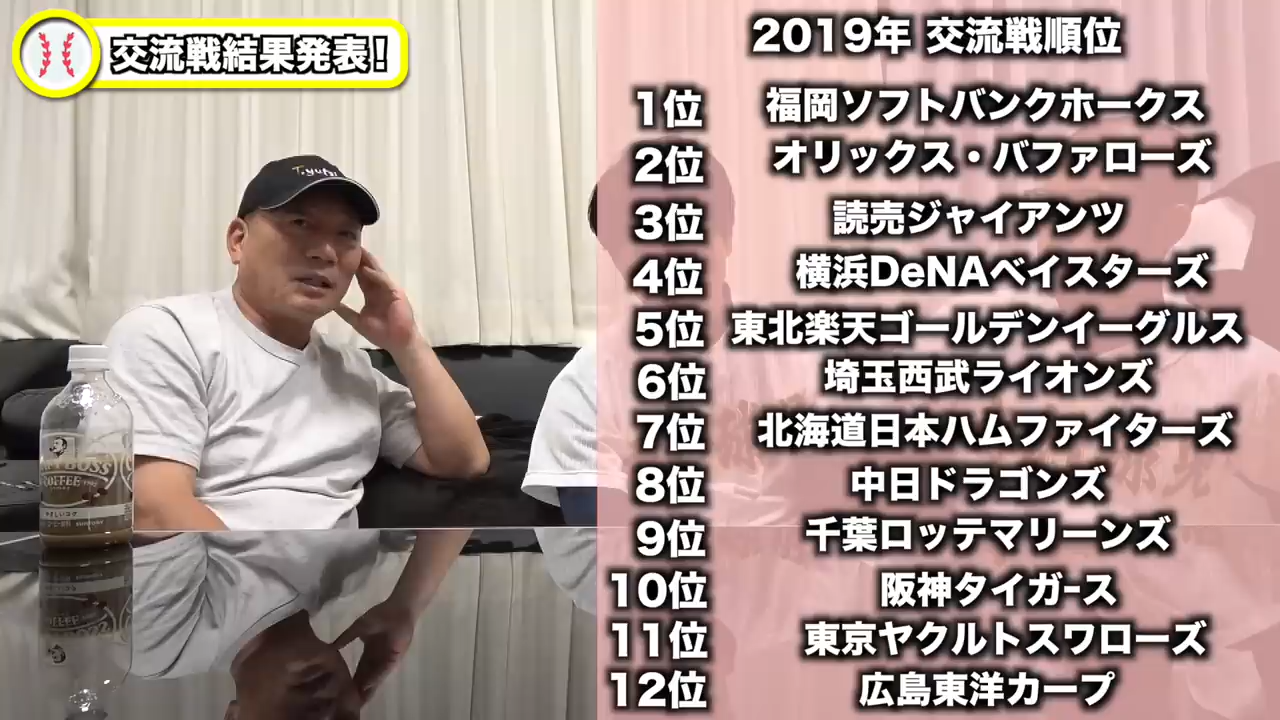 交流戦結果発表!
2019年 交流戦順位
1位 福岡ソフトバンクホークス
2位 オリックス・バファローズ
3位 読売ジャイアンツ
4位 横浜DeNAベイスターズ
5位 東北楽天ゴールデンイーグルス
6位 埼玉西武ライオンズ
7位 北海道日本ハムファイターズ
8位 中日ドラゴンズ
9位 千葉ロッテマリーンズ
10位 阪神タイガース
11位 東京ヤクルトスワローズ
12位 広島東洋カープ
BOSS
COFFEE